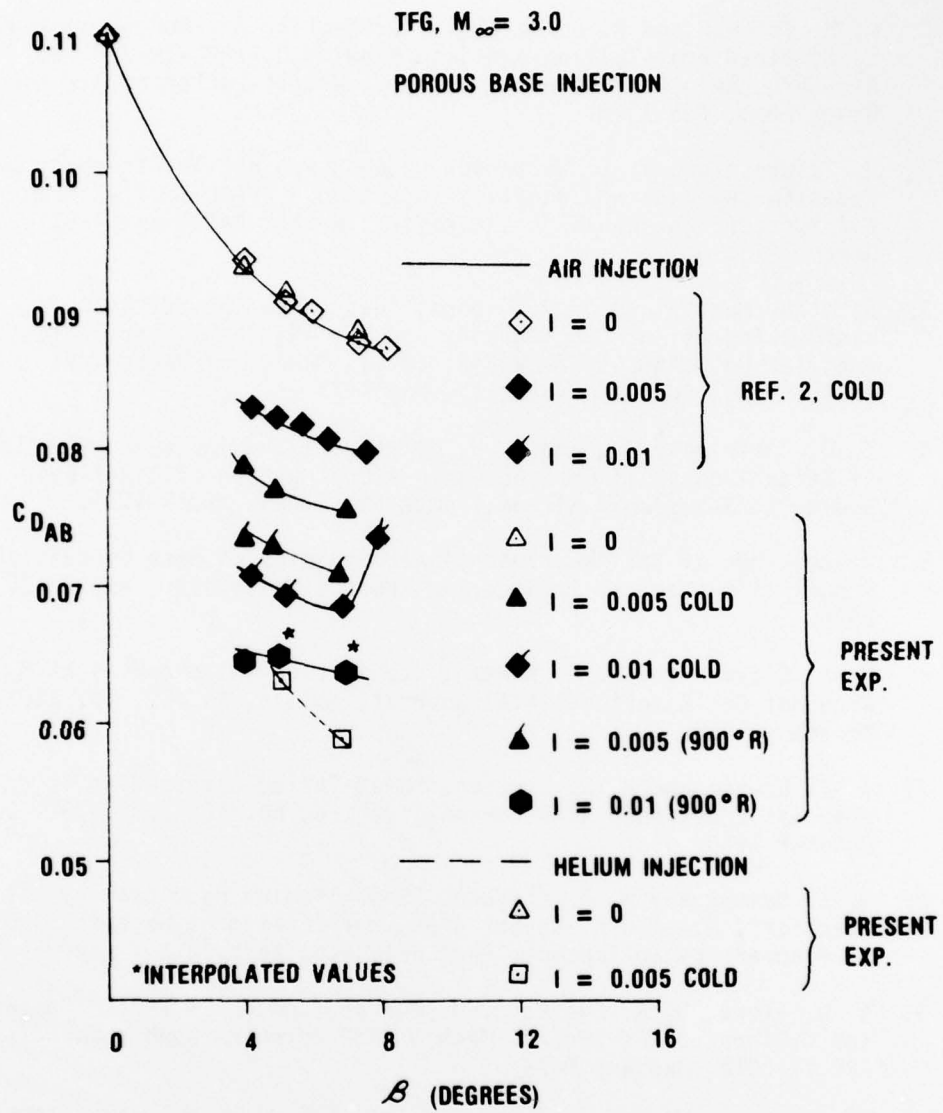 TFG, M∞ = 3.0
POROUS BASE INJECTION
0.11
0.10
0.09
0.08
0.07
0.06
0.05
C_DAB
AIR INJECTION
I = 0
I = 0.005
I = 0.01
REF. 2, COLD
I = 0
I = 0.005 COLD
I = 0.01 COLD
I = 0.005 (900°R)
I = 0.01 (900°R)
PRESENT
EXP.
HELIUM INJECTION
I = 0
I = 0.005 COLD
PRESENT
EXP.
*
*
*INTERPOLATED VALUES
0
4
8
12
16
β (DEGREES)